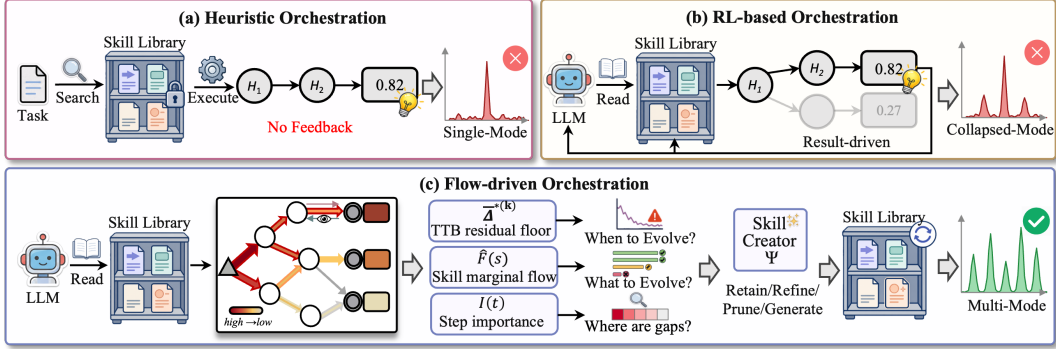 (a) Heuristic Orchestration
Skill Library
Search
Execute
Task
H₁
H₂
0.82
No Feedback
Single-Mode
(b) RL-based Orchestration
Skill Library
LLM
Read
H₁
H₂
0.82
0.27
Result-driven
Collapsed-Mode
(c) Flow-driven Orchestration
Skill Library
LLM
Read
high→low
Δ̄*(k)
TTB residual floor
F̂(s)
Skill marginal flow
I(t)
Step importance
When to Evolve?
What to Evolve?
Where are gaps?
Skill
Creator
Ψ
Retain/Refine/
Prune/Generate
Skill Library
Multi-Mode